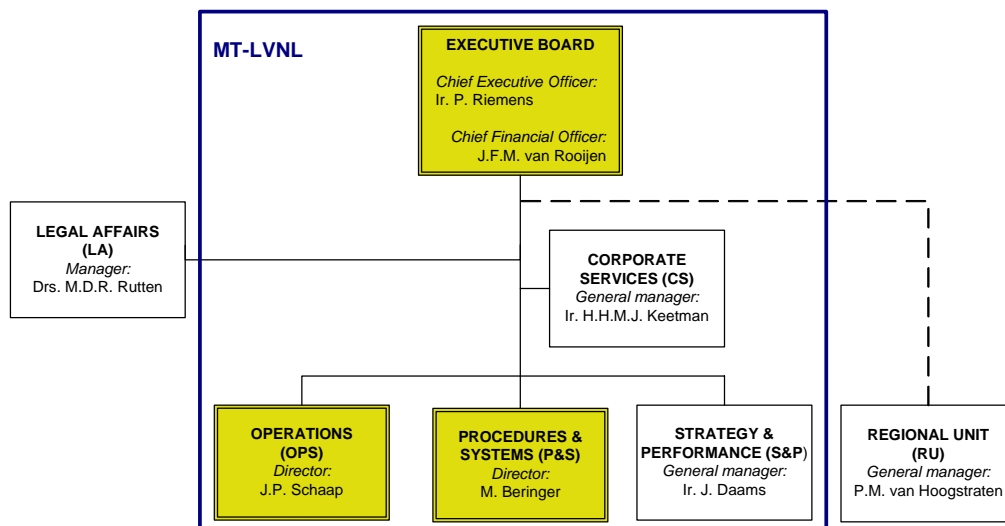 MT-LVNL
EXECUTIVE BOARD
Chief Executive Officer:
Ir. P. Riemens
Chief Financial Officer:
J.F.M. van Rooijen
LEGAL AFFAIRS
(LA)
Manager:
Drs. M.D.R. Rutten
CORPORATE
SERVICES (CS)
General manager:
Ir. H.H.M.J. Keetman
OPERATIONS
(OPS)
Director:
J.P. Schaap
PROCEDURES &
SYSTEMS (P&S)
Director:
M. Beringer
STRATEGY &
PERFORMANCE (S&P)
General manager:
Ir. J. Daams
REGIONAL UNIT
(RU)
General manager:
P.M. van Hoogstraten